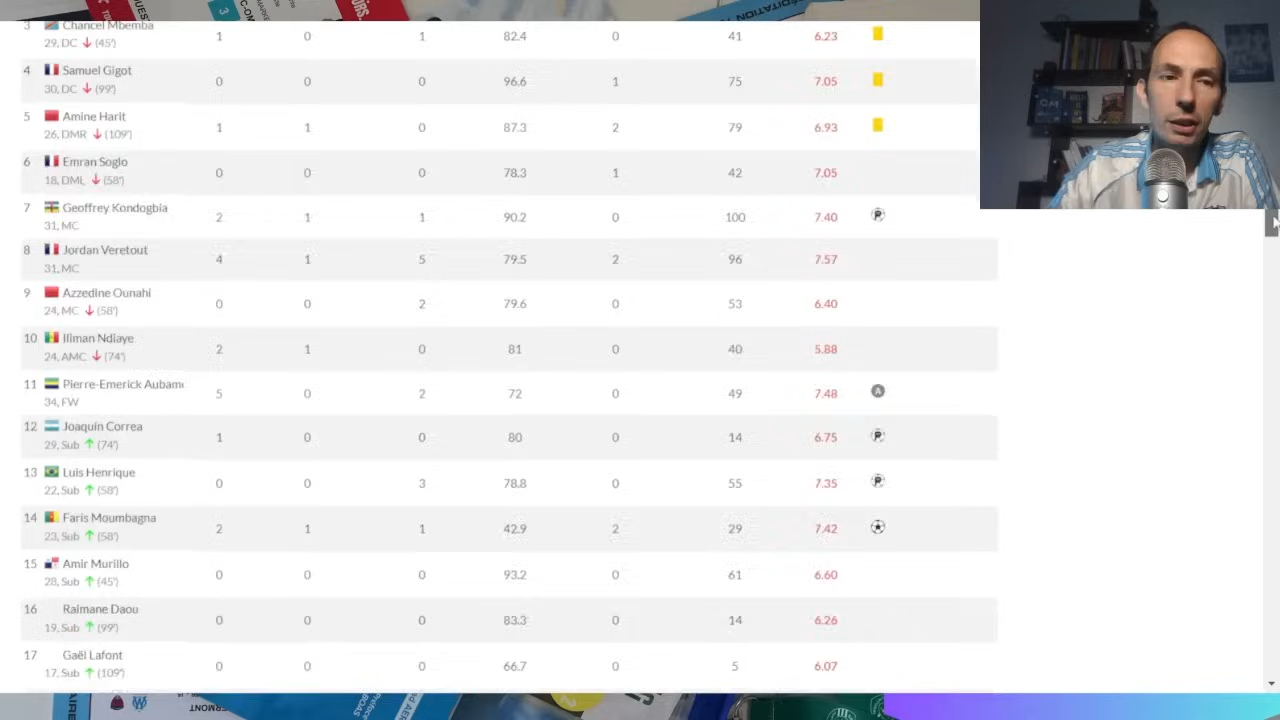 3 Chancel Mbemba
29, DC (45') 1 0 1 82.4 0 41 6.23
4 Samuel Gigot
30, DC (99') 0 0 0 96.6 1 75 7.05
5 Amine Harit
26, DMR (109') 1 1 0 87.3 2 79 6.93
6 Emran Soglo
18, DML (58') 0 0 0 78.3 1 42 7.05
7 Geoffrey Kondogbia
31, MC 2 1 1 90.2 0 100 7.40
8 Jordan Veretout
31, MC 4 1 5 79.5 2 96 7.57
9 Azzedine Ounahi
24, MC (58') 0 0 2 79.6 0 53 6.40
10 Iliman Ndiaye
24, AMC (74') 2 1 0 81 0 40 5.88
11 Pierre-Emerick Aubam
34, FW 5 0 2 72 0 49 7.48 A
12 Joaquín Correa
29, Sub (74') 1 0 0 80 0 14 6.75
13 Luis Henrique
22, Sub (58') 0 0 3 78.8 0 55 7.35
14 Faris Moumbagna
23, Sub (58') 2 1 1 42.9 2 29 7.42
15 Amir Murillo
28, Sub (45') 0 0 0 93.2 0 61 6.60
16 Raimane Daou
19, Sub (99') 0 0 0 83.3 0 14 6.26
17 Gaël Lafont
17, Sub (109') 0 0 0 66.7 0 5 6.07